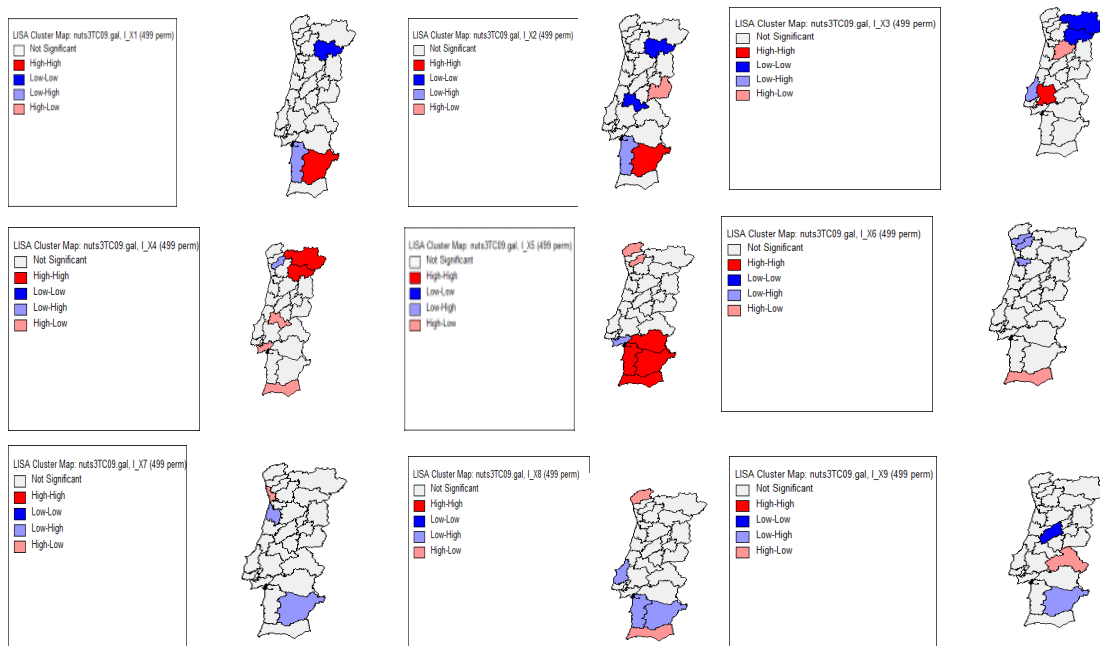 LISA Cluster Map: nuts3TC09.gal, I_X1 (499 perm)
Not Significant
High-High
Low-Low
Low-High
High-Low
LISA Cluster Map: nuts3TC09.gal, I_X2 (499 perm)
Not Significant
High-High
Low-Low
Low-High
High-Low
LISA Cluster Map: nuts3TC09.gal, I_X3 (499 perm)
Not Significant
High-High
Low-Low
Low-High
High-Low
LISA Cluster Map: nuts3TC09.gal, I_X4 (499 perm)
Not Significant
High-High
Low-Low
Low-High
High-Low
LISA Cluster Map: nuts3TC09.gal, I_X5 (499 perm)
Not Significant
High-High
Low-Low
Low-High
High-Low
LISA Cluster Map: nuts3TC09.gal, I_X6 (499 perm)
Not Significant
High-High
Low-Low
Low-High
High-Low
LISA Cluster Map: nuts3TC09.gal, I_X7 (499 perm)
Not Significant
High-High
Low-Low
Low-High
High-Low
LISA Cluster Map: nuts3TC09.gal, I_X8 (499 perm)
Not Significant
High-High
Low-Low
Low-High
High-Low
LISA Cluster Map: nuts3TC09.gal, I_X9 (499 perm)
Not Significant
High-High
Low-Low
Low-High
High-Low